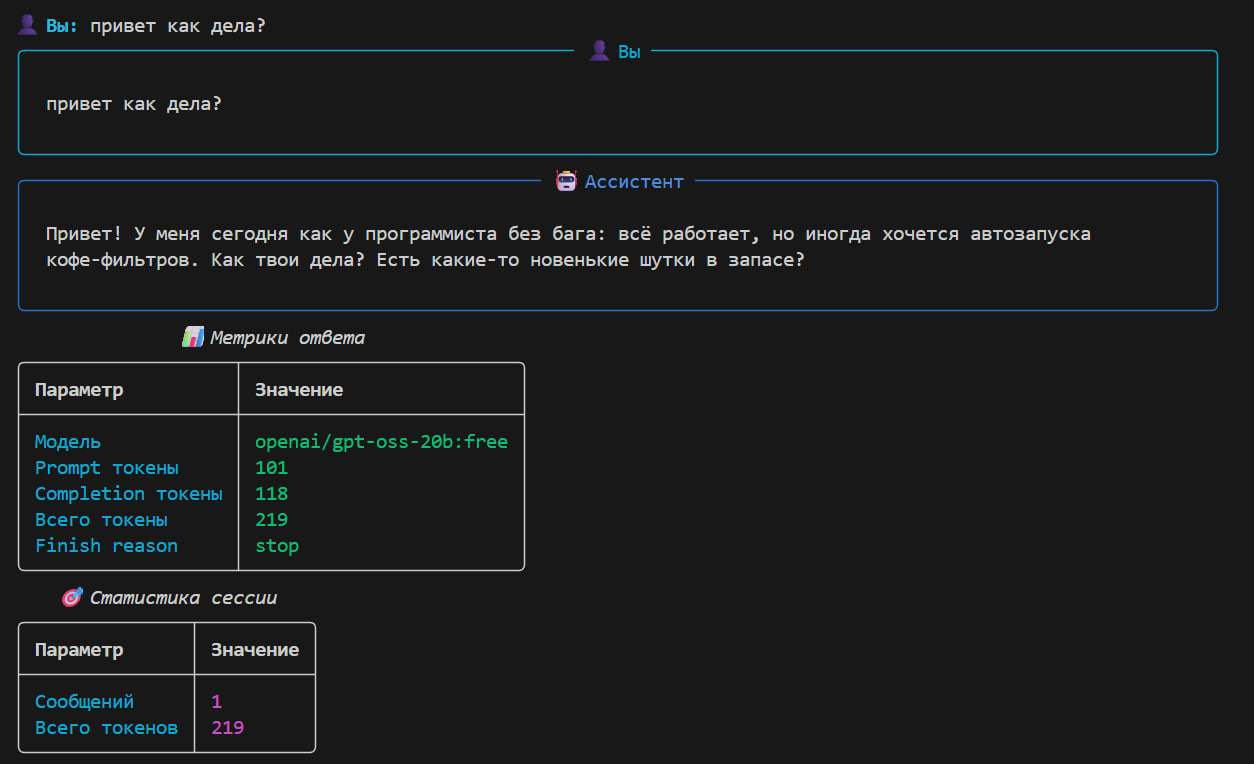 Вы: привет как дела?
Вы
привет как дела?
Ассистент
Привет! У меня сегодня как у программиста без бага: всё работает, но иногда хочется автозапуска
кофе-фильтров. Как твои дела? Есть какие-то новенькие шутки в запасе?
Метрики ответа
Параметр Значение
Модель openai/gpt-oss-20b:free
Prompt токены 101
Completion токены 118
Всего токены 219
Finish reason stop
Статистика сессии
Параметр Значение
Сообщений 1
Всего токенов 219